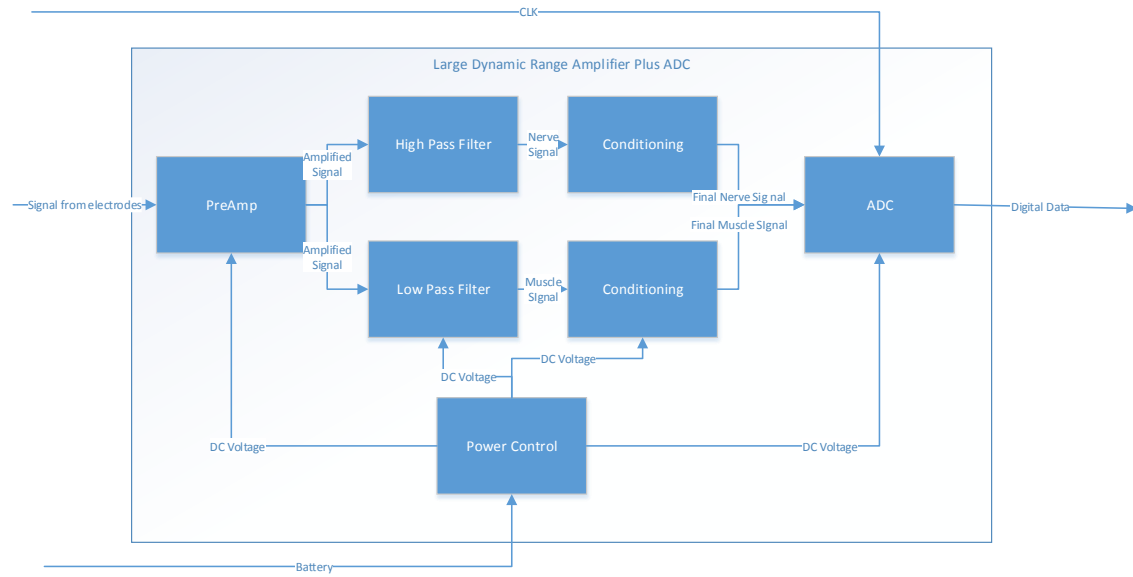 CLK
Large Dynamic Range Amplifier Plus ADC
High Pass Filter
Nerve
Signal
Conditioning
Amplified
Signal
Signal from electrodes
PreAmp
Final Nerve Signal
ADC
Digital Data
Final Muscle SIgnal
Amplified
Signal
Low Pass Filter
Muscle
SIgnal
Conditioning
DC Voltage
DC Voltage
DC Voltage
Power Control
DC Voltage
Battery